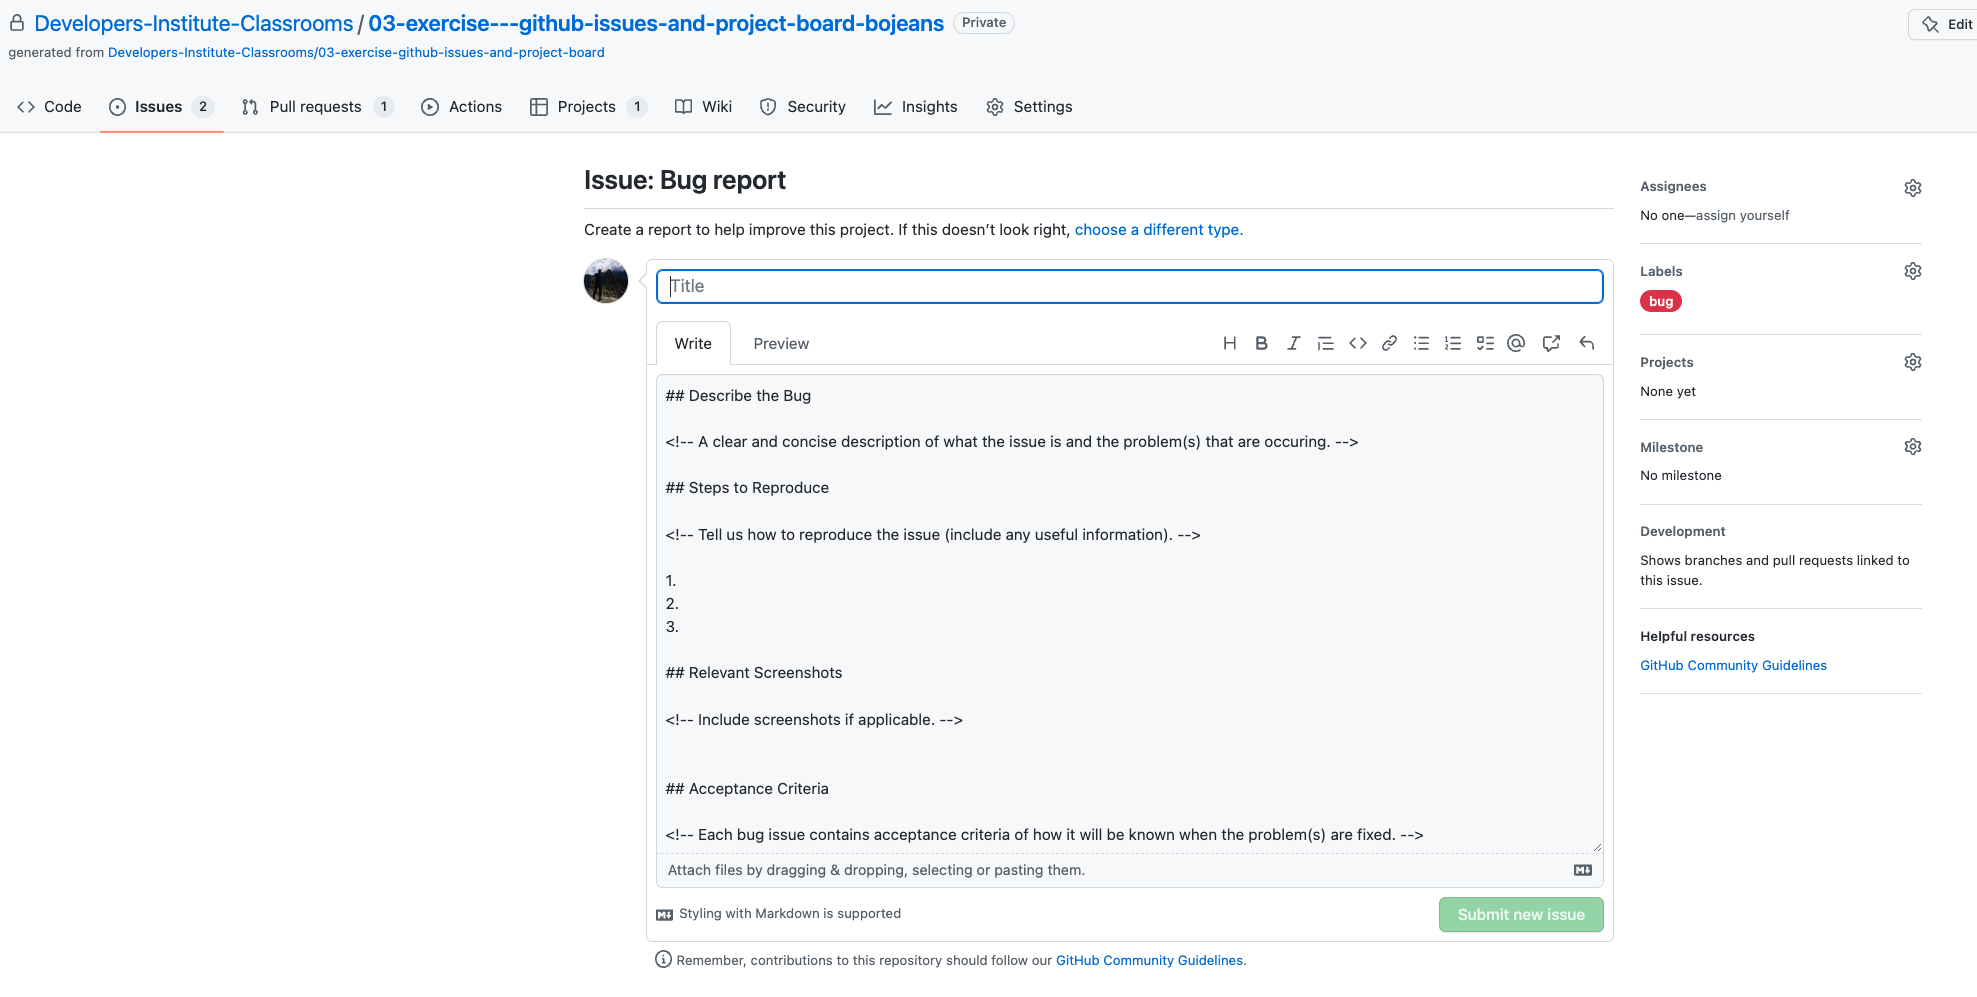 Developers-Institute-Classrooms / 03-exercise---github-issues-and-project-board-bojeans Private
Edit
generated from Developers-Institute-Classrooms/03-exercise-github-issues-and-project-board
Code Issues 2 Pull requests 1 Actions Projects 1 Wiki Security Insights Settings
Issue: Bug report
Create a report to help improve this project. If this doesn’t look right, choose a different type.
Title
Write Preview
## Describe the Bug
<!-- A clear and concise description of what the issue is and the problem(s) that are occuring. -->
## Steps to Reproduce
<!-- Tell us how to reproduce the issue (include any useful information). -->
1.
2.
3.
## Relevant Screenshots
<!-- Include screenshots if applicable. -->
## Acceptance Criteria
<!-- Each bug issue contains acceptance criteria of how it will be known when the problem(s) are fixed. -->
Attach files by dragging & dropping, selecting or pasting them.
Styling with Markdown is supported
Submit new issue
Remember, contributions to this repository should follow our GitHub Community Guidelines.
Assignees
No one—assign yourself
Labels
bug
Projects
None yet
Milestone
No milestone
Development
Shows branches and pull requests linked to
this issue.
Helpful resources
GitHub Community Guidelines